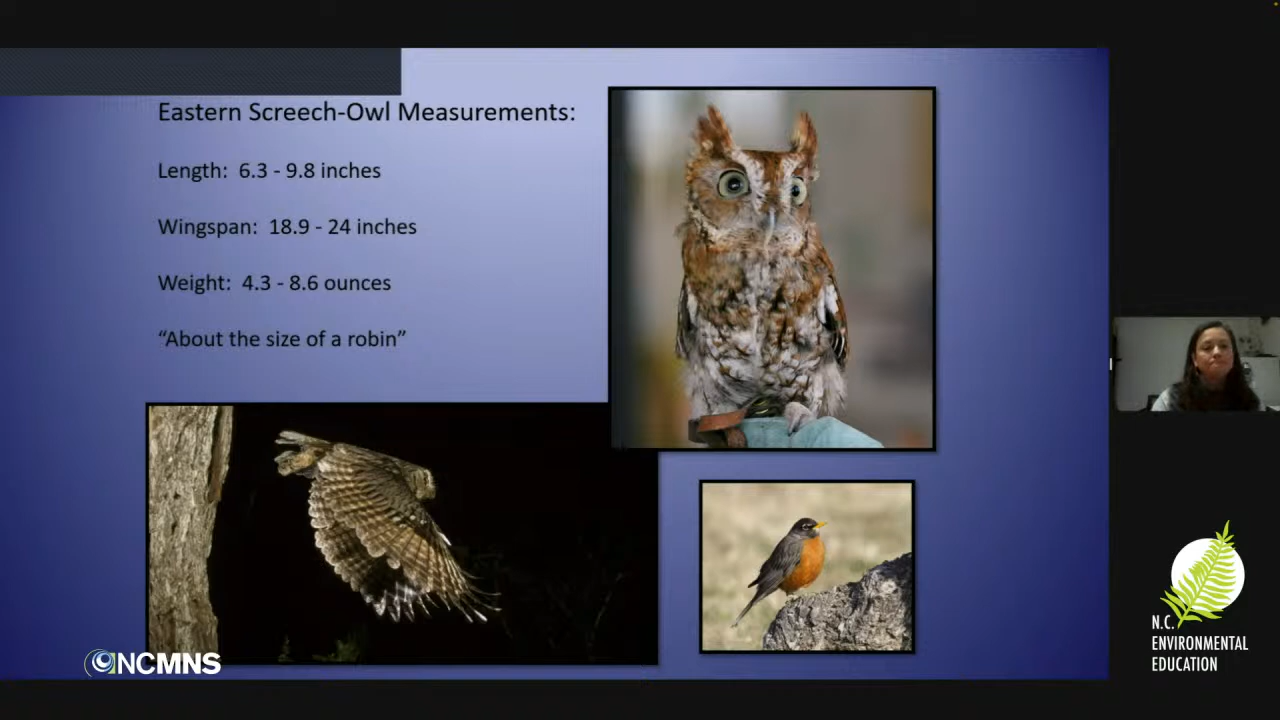 Eastern Screech-Owl Measurements:
Length: 6.3 - 9.8 inches
Wingspan: 18.9 - 24 inches
Weight: 4.3 - 8.6 ounces
“About the size of a robin”
NCMNS
N.C.
ENVIRONMENTAL
EDUCATION